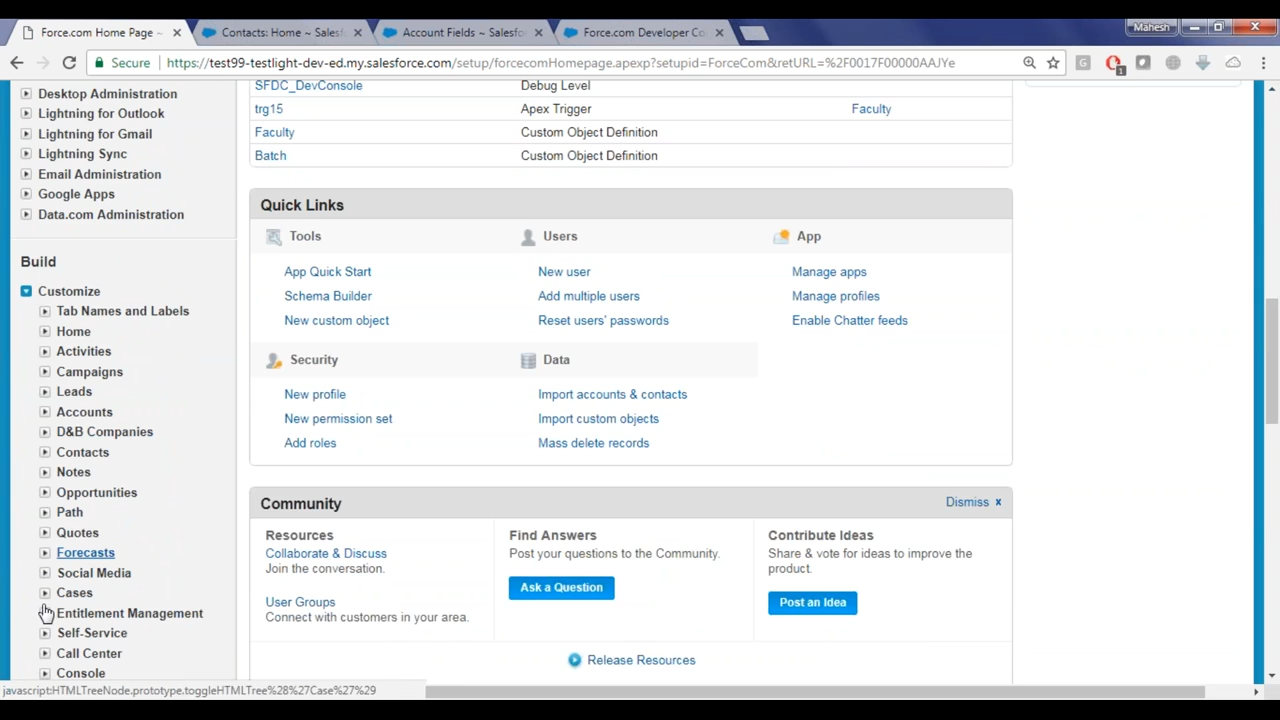 Force.com Home Page ~
Contacts: Home ~ Salesf
Account Fields ~ Salesfo
Force.com Developer Co
Mahesh
Secure
https://test99-testlight-dev-ed.my.salesforce.com/setup/forcecomHomepage.apexp?setupid=ForceCom&retURL=%2F0017F00000AAJYe
1
Desktop Administration
Lightning for Outlook
Lightning for Gmail
Lightning Sync
Email Administration
Google Apps
Data.com Administration
Build
Customize
Tab Names and Labels
Home
Activities
Campaigns
Leads
Accounts
D&B Companies
Contacts
Notes
Opportunities
Path
Quotes
Forecasts
Social Media
Cases
Entitlement Management
Self-Service
Call Center
Console
SFDC_DevConsole Debug Level
trg15 Apex Trigger Faculty
Faculty Custom Object Definition
Batch Custom Object Definition
Quick Links
Tools Users App
App Quick Start New user Manage apps
Schema Builder Add multiple users Manage profiles
New custom object Reset users' passwords Enable Chatter feeds
Security Data
New profile Import accounts & contacts
New permission set Import custom objects
Add roles Mass delete records
Community Dismiss x
Resources
Collaborate & Discuss
Join the conversation.
User Groups
Connect with customers in your area.
Find Answers
Post your questions to the Community.
Ask a Question
Contribute Ideas
Share & vote for ideas to improve the
product.
Post an Idea
Release Resources
javascript:HTMLTreeNode.prototype.toggleHTMLTree%28%27Case%27%29